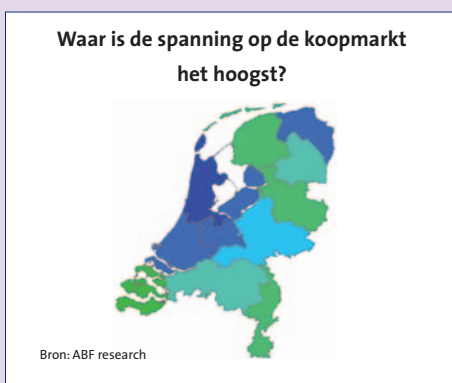 Waar is de spanning op de koopmarkt
het hoogst?
Bron: ABF research